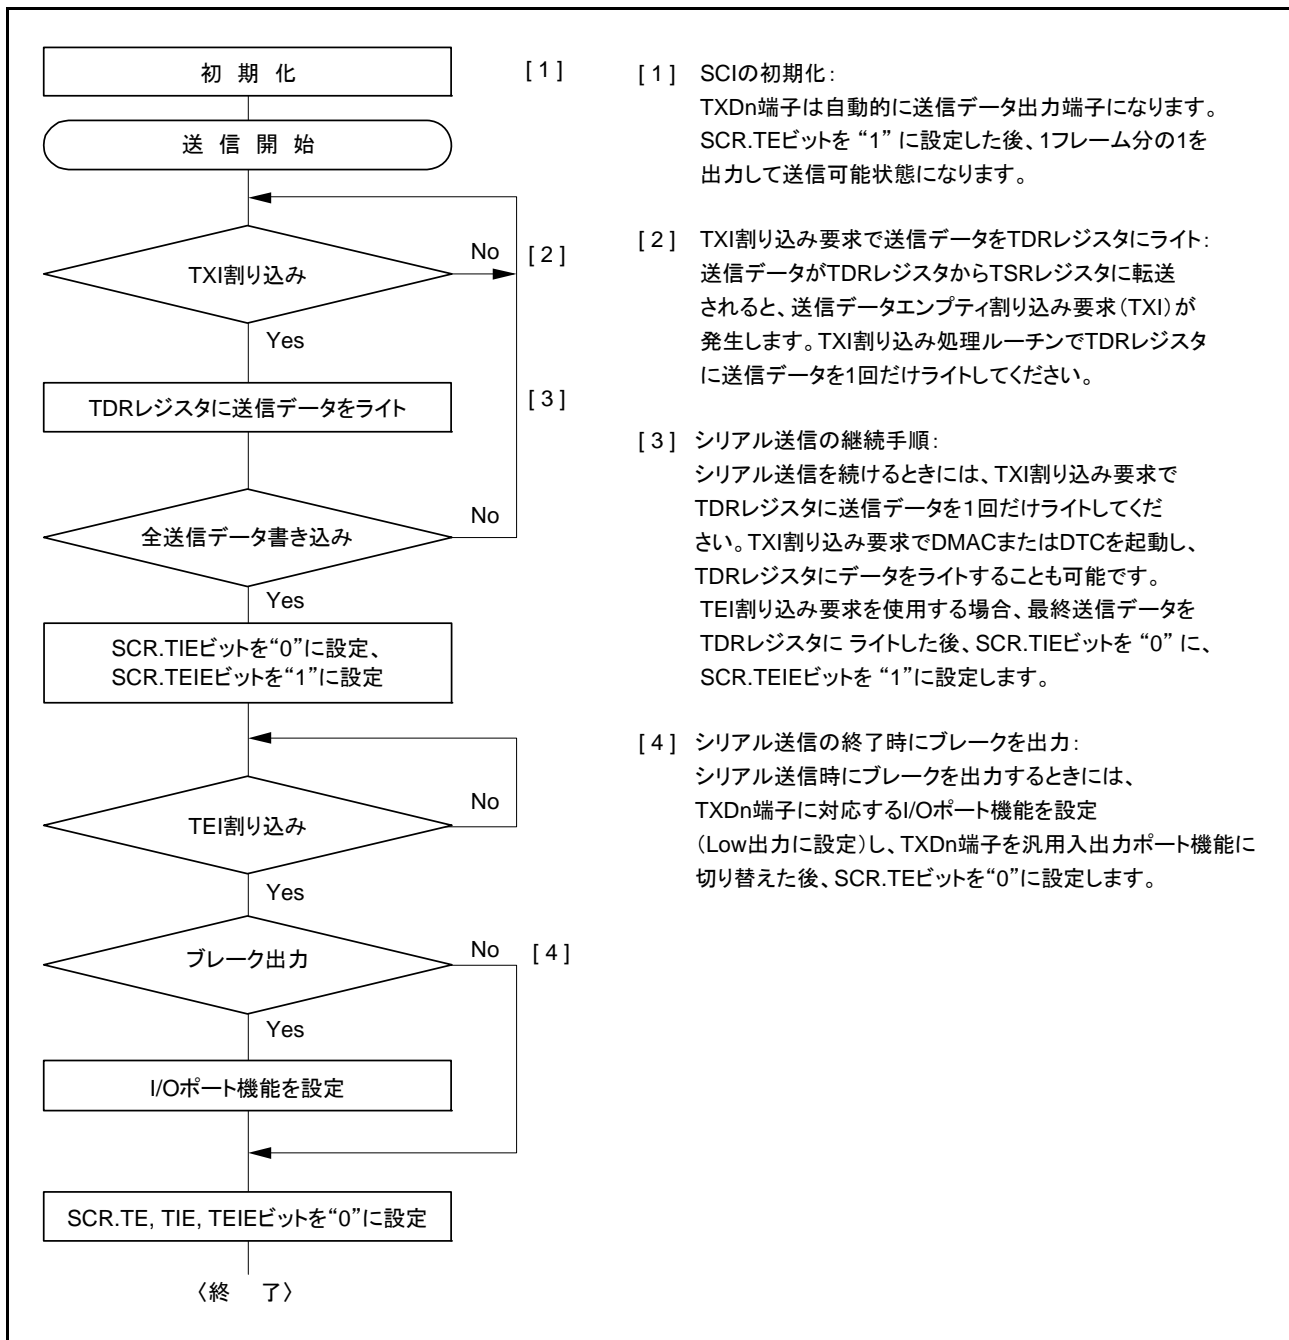 初 期 化
[ 1 ]
送 信 開 始
TXI割り込み
No
[ 2 ]
Yes
TDRレジスタに送信データをライト
[ 3 ]
全送信データ書き込み
No
Yes
SCR.TIEビットを“0”に設定、
SCR.TEIEビットを“1”に設定
TEI割り込み
No
Yes
ブレーク出力
No
[ 4 ]
Yes
I/Oポート機能を設定
SCR.TE, TIE, TEIEビットを“0”に設定
〈終 了〉
[ 1 ] SCIの初期化:
TXDn端子は自動的に送信データ出力端子になります。
SCR.TEビットを “1” に設定した後、1フレーム分の1を
出力して送信可能状態になります。
[ 2 ] TXI割り込み要求で送信データをTDRレジスタにライト:
送信データがTDRレジスタからTSRレジスタに転送
されると、送信データエンプティ割り込み要求(TXI)が
発生します。TXI割り込み処理ルーチンでTDRレジスタ
に送信データを1回だけライトしてください。
[ 3 ] シリアル送信の継続手順:
シリアル送信を続けるときには、TXI割り込み要求で
TDRレジスタに送信データを1回だけライトしてくだ
さい。TXI割り込み要求でDMACまたはDTCを起動し、
TDRレジスタにデータをライトすることも可能です。
TEI割り込み要求を使用する場合、最終送信データを
TDRレジスタに ライトした後、SCR.TIEビットを “0” に、
SCR.TEIEビットを “1”に設定します。
[ 4 ] シリアル送信の終了時にブレークを出力:
シリアル送信時にブレークを出力するときには、
TXDn端子に対応するI/Oポート機能を設定
(Low出力に設定)し、TXDn端子を汎用入出力ポート機能に
切り替えた後、SCR.TEビットを“0”に設定します。